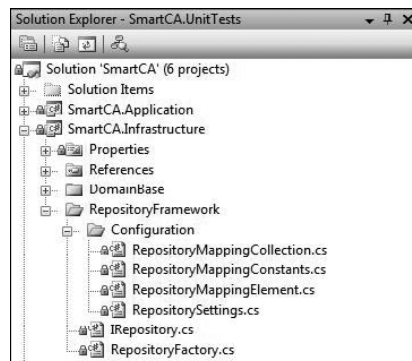 Solution Explorer - SmartCA.UnitTests
Solution 'SmartCA' (6 projects)
Solution Items
SmartCA.Application
SmartCA.Infrastructure
Properties
References
DomainBase
RepositoryFramework
Configuration
RepositoryMappingCollection.cs
RepositoryMappingConstants.cs
RepositoryMappingElement.cs
RepositorySettings.cs
IRepository.cs
RepositoryFactory.cs